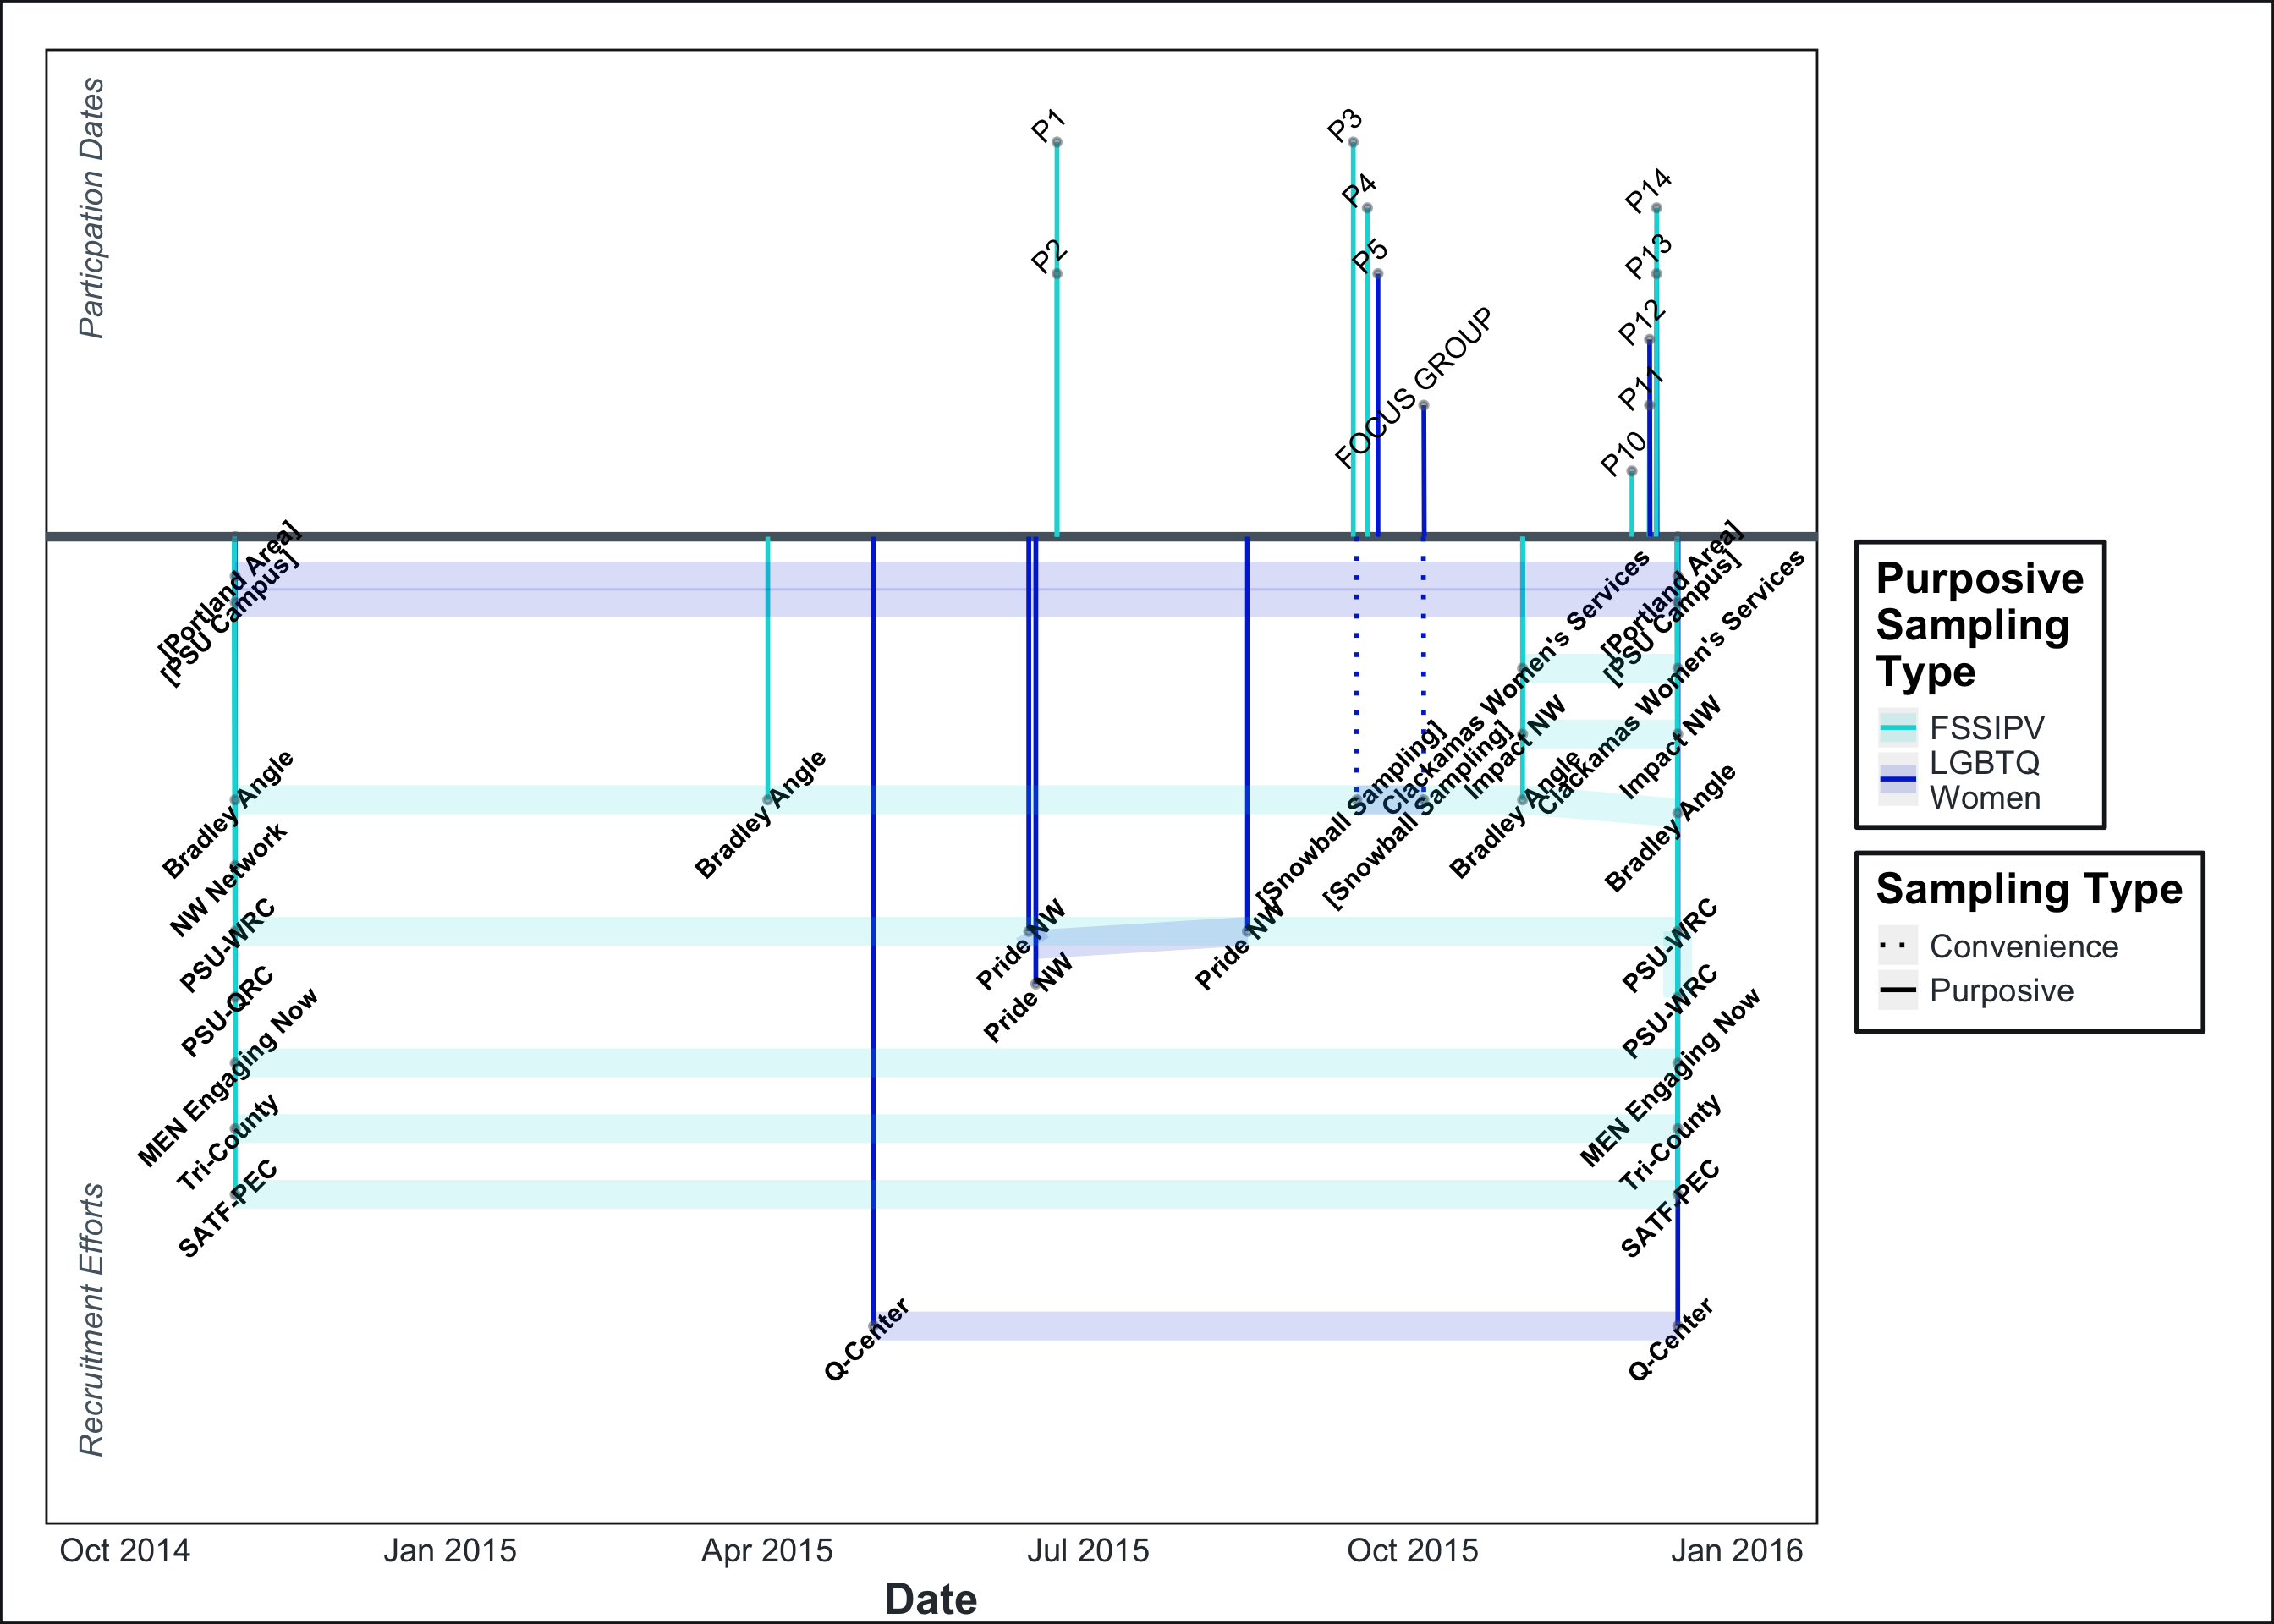 Particpation Dates
P1
P3
P4
P14
P2
P5
P13
P12
FOCUS GROUP
P11
P10
[Portland Area]
[PSU Campus]
[Portland Area]
[PSU Campus]
Clackamas Women's Services
Clackamas Women's Services
Impact NW
Impact NW
Bradley Angle
Bradley Angle
[Snowball Sampling]
[Snowball Sampling]
Bradley Angle
Bradley Angle
NW Network
PSU-WRC
Pride NW
Pride NW
Pride NW
PSU-WRC
PSU-QRC
PSU-WRC
MEN Engaging Now
MEN Engaging Now
Tri-County
Tri-County
SATF-PEC
SATF-PEC
Q-Center
Q-Center
Recruitment Efforts
Oct 2014
Jan 2015
Apr 2015
Jul 2015
Oct 2015
Jan 2016
Date
Purposive
Sampling
Type
FSSIPV
LGBTQ
Women
Sampling Type
Convenience
Purposive